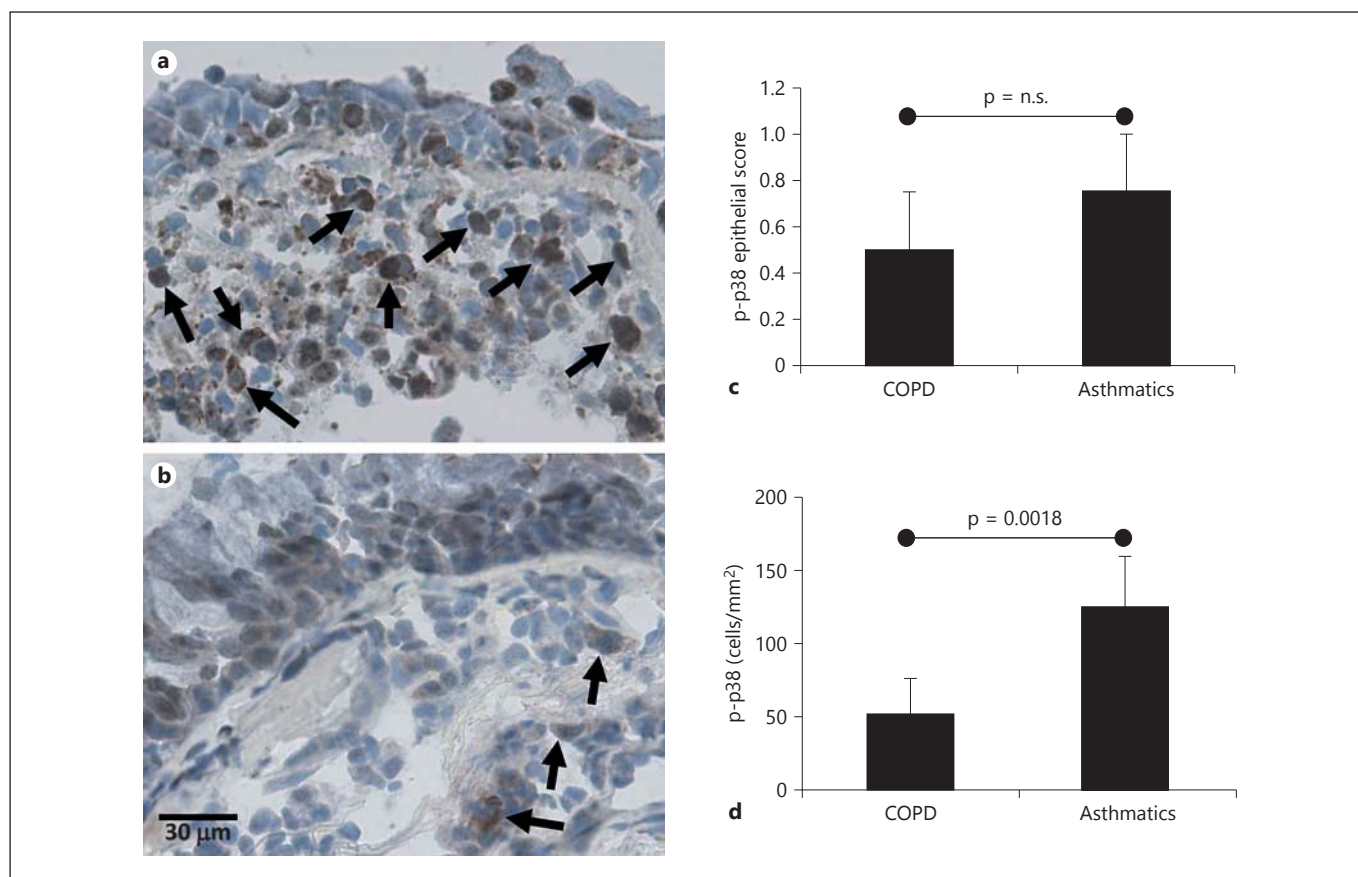 a
b
30 μm
p-p38 epithelial score
1.2
1.0
0.8
0.6
0.4
0.2
0
p = n.s.
COPD
Asthmatics
c
p-p38 (cells/mm²)
200
150
100
50
0
p = 0.0018
COPD
Asthmatics
d